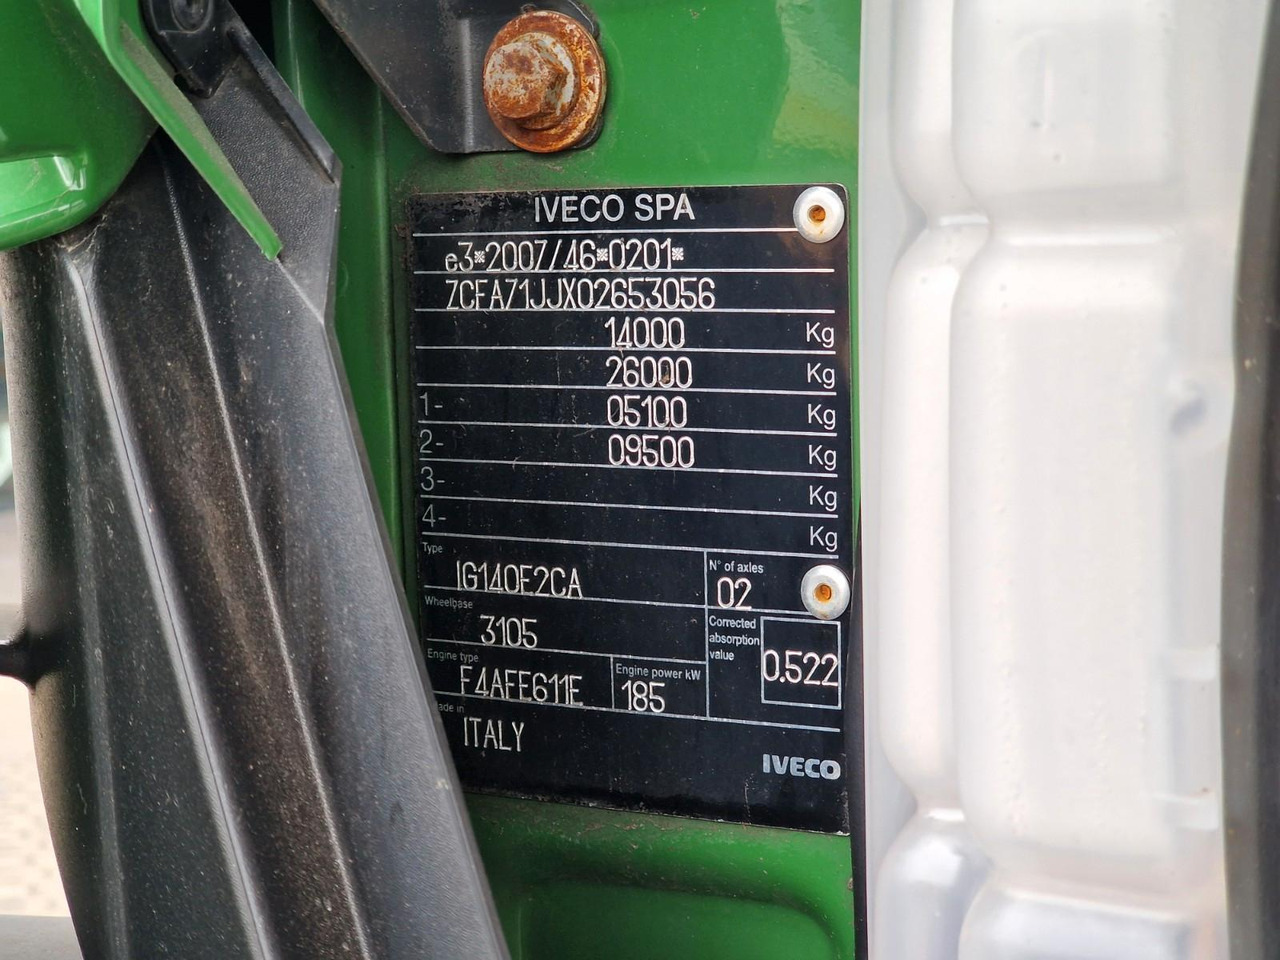 IVECO SPA
e3*2007/46*0201*
ZCFA71JJX02653056
14000 Kg
26000 Kg
1- 05100 Kg
2- 09500 Kg
3- Kg
4- Kg
Type
IG140E2CA
N° of axles
02
Wheelbase
3105
Corrected
absorption
value
0.522
Engine type
F4AFE611E
Engine power kW
185
ade in
ITALY
IVECO